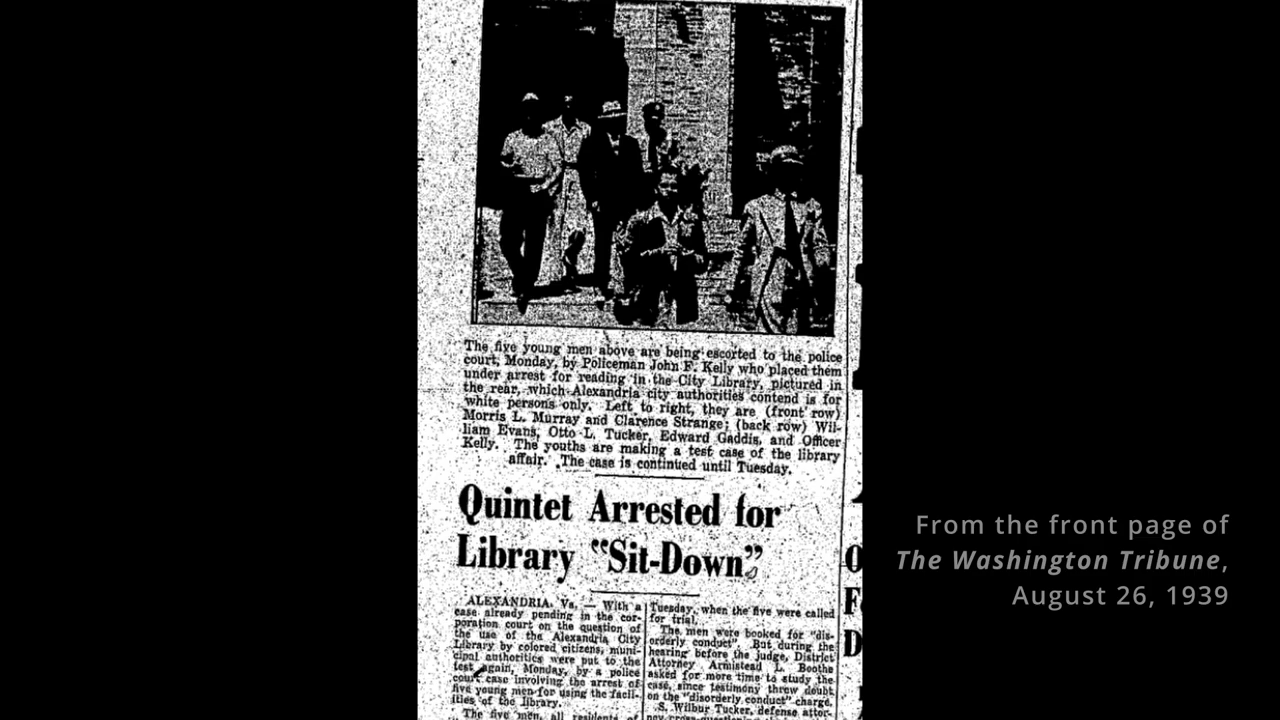 The five young men above are being escorted to the police
court, Monday, by Policeman John F. Kelly who placed them
under arrest for reading in the City Library, pictured in
the rear, which Alexandria city authorities contend is for
white persons only. Left to right, they are (front row)
Morris L. Murray and Clarence Strange; (back row) Wil-
liam Evans, Otto L. Tucker, Edward Gaddis, and Officer
Kelly. The youths are making a test case of the library
affair. The case is continued until Tuesday.
Quintet Arrested for
Library “Sit-Down”
ALEXANDRIA, Va. — With a
case already pending in the cor-
poration court on the question of
the use of the Alexandria City
Library by colored citizens, muni-
cipal authorities were put to the
test again, Monday, by a police
court case involving the arrest of
five young men for using the facil-
ities of the library.
The five men, all residents of
Tuesday, when the five were called
for trial.
The men were booked for "dis-
orderly conduct". But during the
hearing before the judge, District
Attorney Armistead L. Boothe
asked for more time to study the
case, since testimony threw doubt
on the "disorderly conduct" charge.
S. Wilbur Tucker, defense attor-
From the front page of
The Washington Tribune,
August 26, 1939